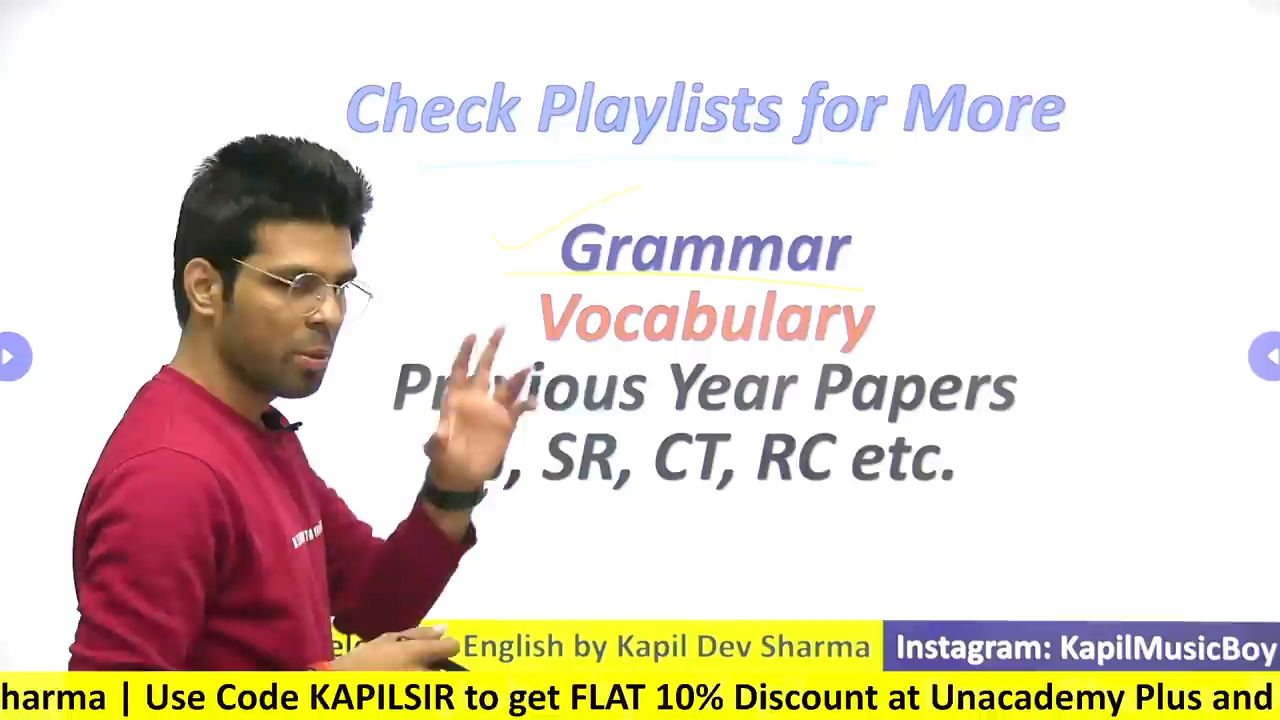 Check Playlists for More
Grammar
Vocabulary
Previous Year Papers
SR, CT, RC etc.
English by Kapil Dev Sharma
Instagram: KapilMusicBoy
harma | Use Code KAPILSIR to get FLAT 10% Discount at Unacademy Plus and